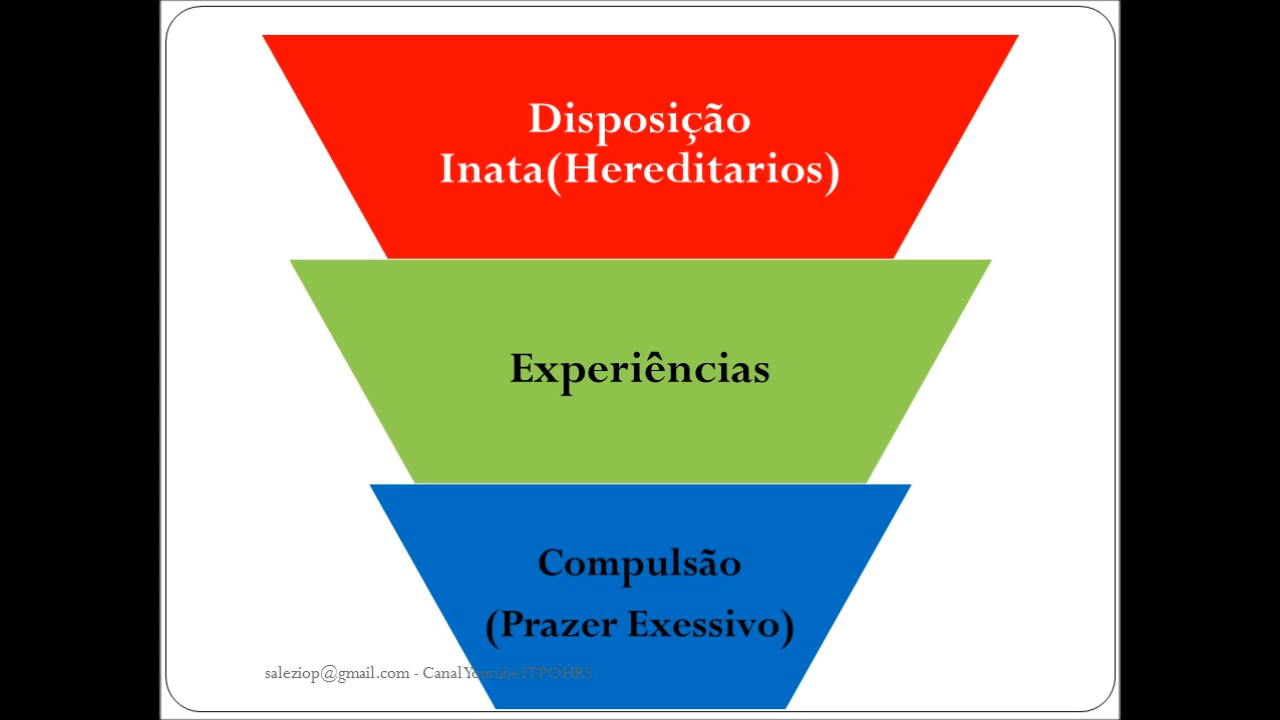 Disposição
Inata(Hereditarios)
Experiências
Compulsão
(Prazer Exessivo)
saleziop@gmail.com - Canal Youtube ITPOHRS